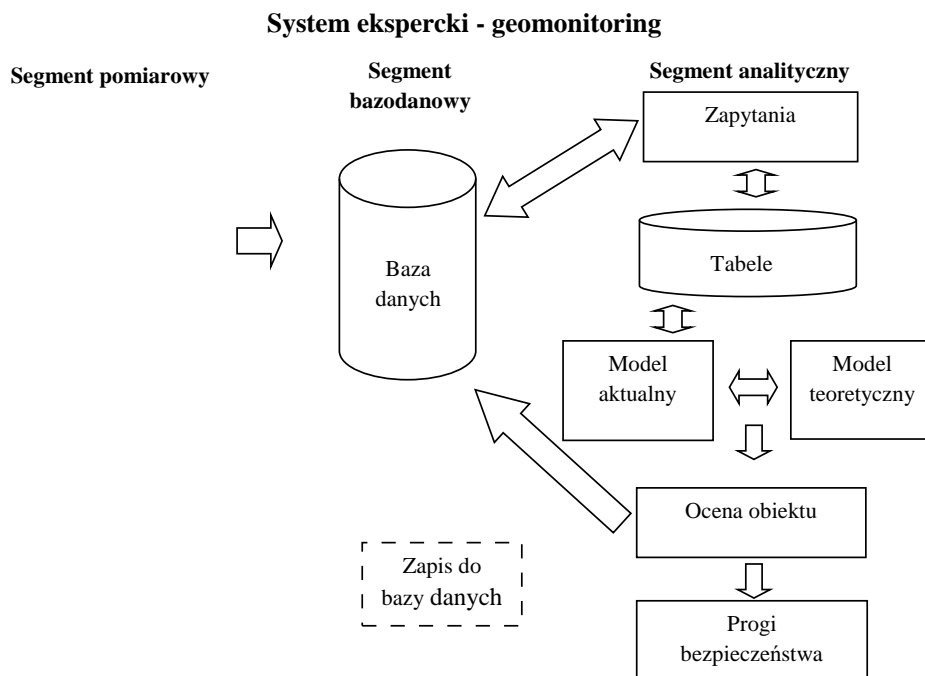 System ekspercki - geomonitoring
Segment pomiarowy
Segment
bazodanowy
Segment analityczny
Zapytania
Baza
danych
Tabele
Model
aktualny
Model
teoretyczny
Ocena obiektu
Zapis do
bazy danych
Progi
bezpieczeństwa